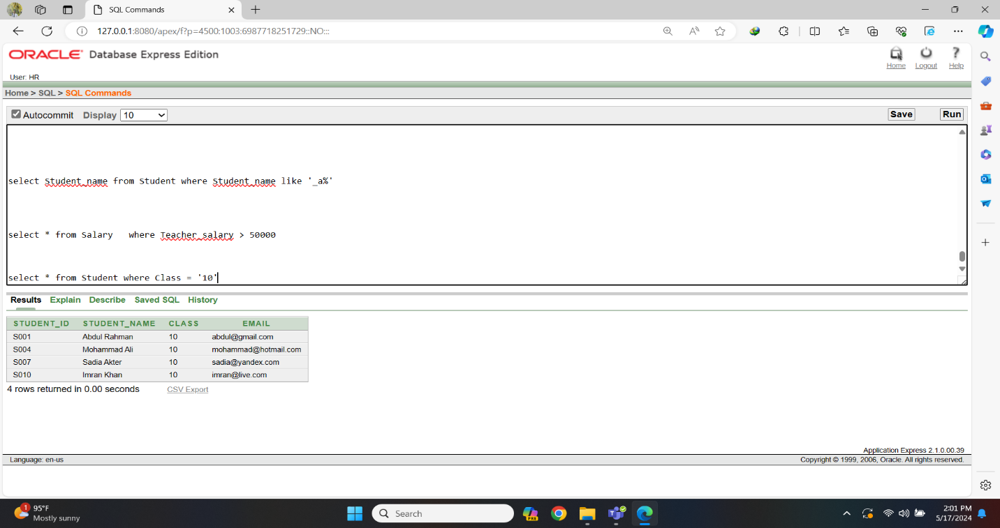 SQL Commands
127.0.0.1:8080/apex/f?p=4500:1003:6987718251729::NO:::
ORACLE Database Express Edition
Home Logout Help
User: HR
Home > SQL > SQL Commands
Autocommit Display 10 Save Run
select Student_name from Student where Student_name like '_a%'
select * from Salary where Teacher_salary > 50000
select * from Student where Class = '10'
Results Explain Describe Saved SQL History
STUDENT_ID STUDENT_NAME CLASS EMAIL
S001 Abdul Rahman 10 abdul@gmail.com
S004 Mohammad Ali 10 mohammad@hotmail.com
S007 Sadia Akter 10 sadia@yandex.com
S010 Imran Khan 10 imran@live.com
4 rows returned in 0.00 seconds CSV Export
Application Express 2.1.0.00.39
Language: en-us Copyright © 1999, 2006, Oracle. All rights reserved.
1 95°F
Mostly sunny
Search
PRE
2:01 PM
5/17/2024